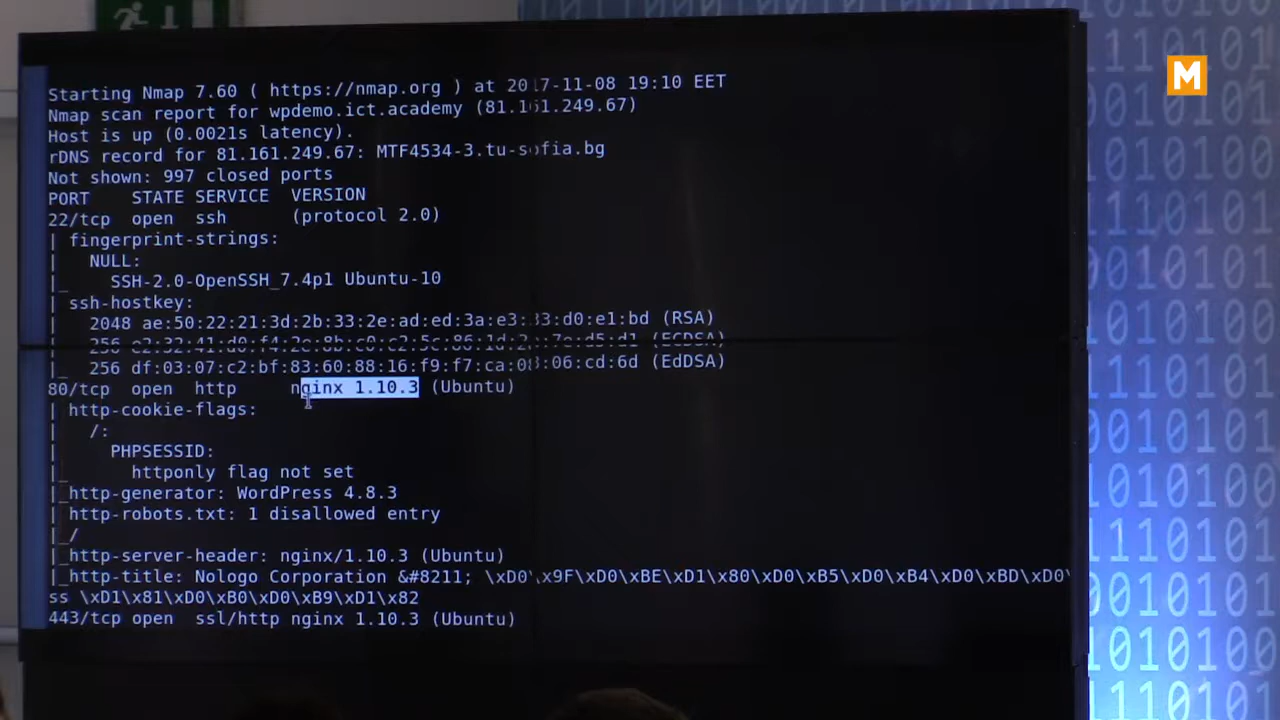 M
Starting Nmap 7.60 ( https://nmap.org ) at 2017-11-08 19:10 EET
Nmap scan report for wpdemo.ict.academy (81.161.249.67)
Host is up (0.0021s latency).
rDNS record for 81.161.249.67: MTF4534-3.tu-sofia.bg
Not shown: 997 closed ports
PORT STATE SERVICE VERSION
22/tcp open ssh (protocol 2.0)
| fingerprint-strings:
| NULL:
|_ SSH-2.0-OpenSSH_7.4p1 Ubuntu-10
| ssh-hostkey:
| 2048 ae:50:22:21:3d:2b:33:2e:ad:ed:3a:e3:33:d0:e1:bd (RSA)
| 256 (ECDSA)
|_ 256 df:03:07:c2:bf:83:60:88:16:f9:f7:ca:08:06:cd:6d (EdDSA)
80/tcp open http nginx 1.10.3 (Ubuntu)
| http-cookie-flags:
| /:
| PHPSESSID:
|_ httponly flag not set
|_http-generator: WordPress 4.8.3
| http-robots.txt: 1 disallowed entry
|_/
|_http-server-header: nginx/1.10.3 (Ubuntu)
|_http-title: Nologo Corporation &#8211; \xD0\x9F\xD0\xBE\xD1\x80\xD0\xB5\xD0\xB4\xD0\xBD\xD0\
ss \xD1\x81\xD0\xB0\xD0\xB9\xD1\x82
443/tcp open ssl/http nginx 1.10.3 (Ubuntu)